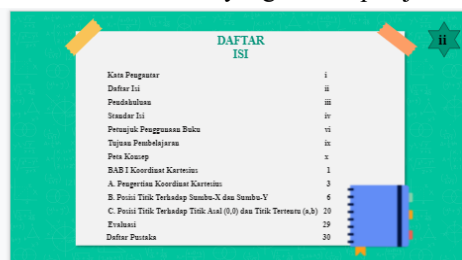 DAFTAR
ISI
ii
Kata Pengantar i
Daftar Isi ii
Pendahuluan iii
Standar Isi iv
Petunjuk Penggunaan Buku vi
Tujuan Pembelajaran ix
Peta Konsep x
BAB I Koordinat Kartesius 1
A. Pengertian Koordinat Kartesius 3
B. Posisi Titik Terhadap Sumbu-X dan Sumbu-Y 6
C. Posisi Titik Terhadap Titik Asal (0,0) dan Titik Tertentu (a,b) 20
Evaluasi 29
Daftar Pustaka 30